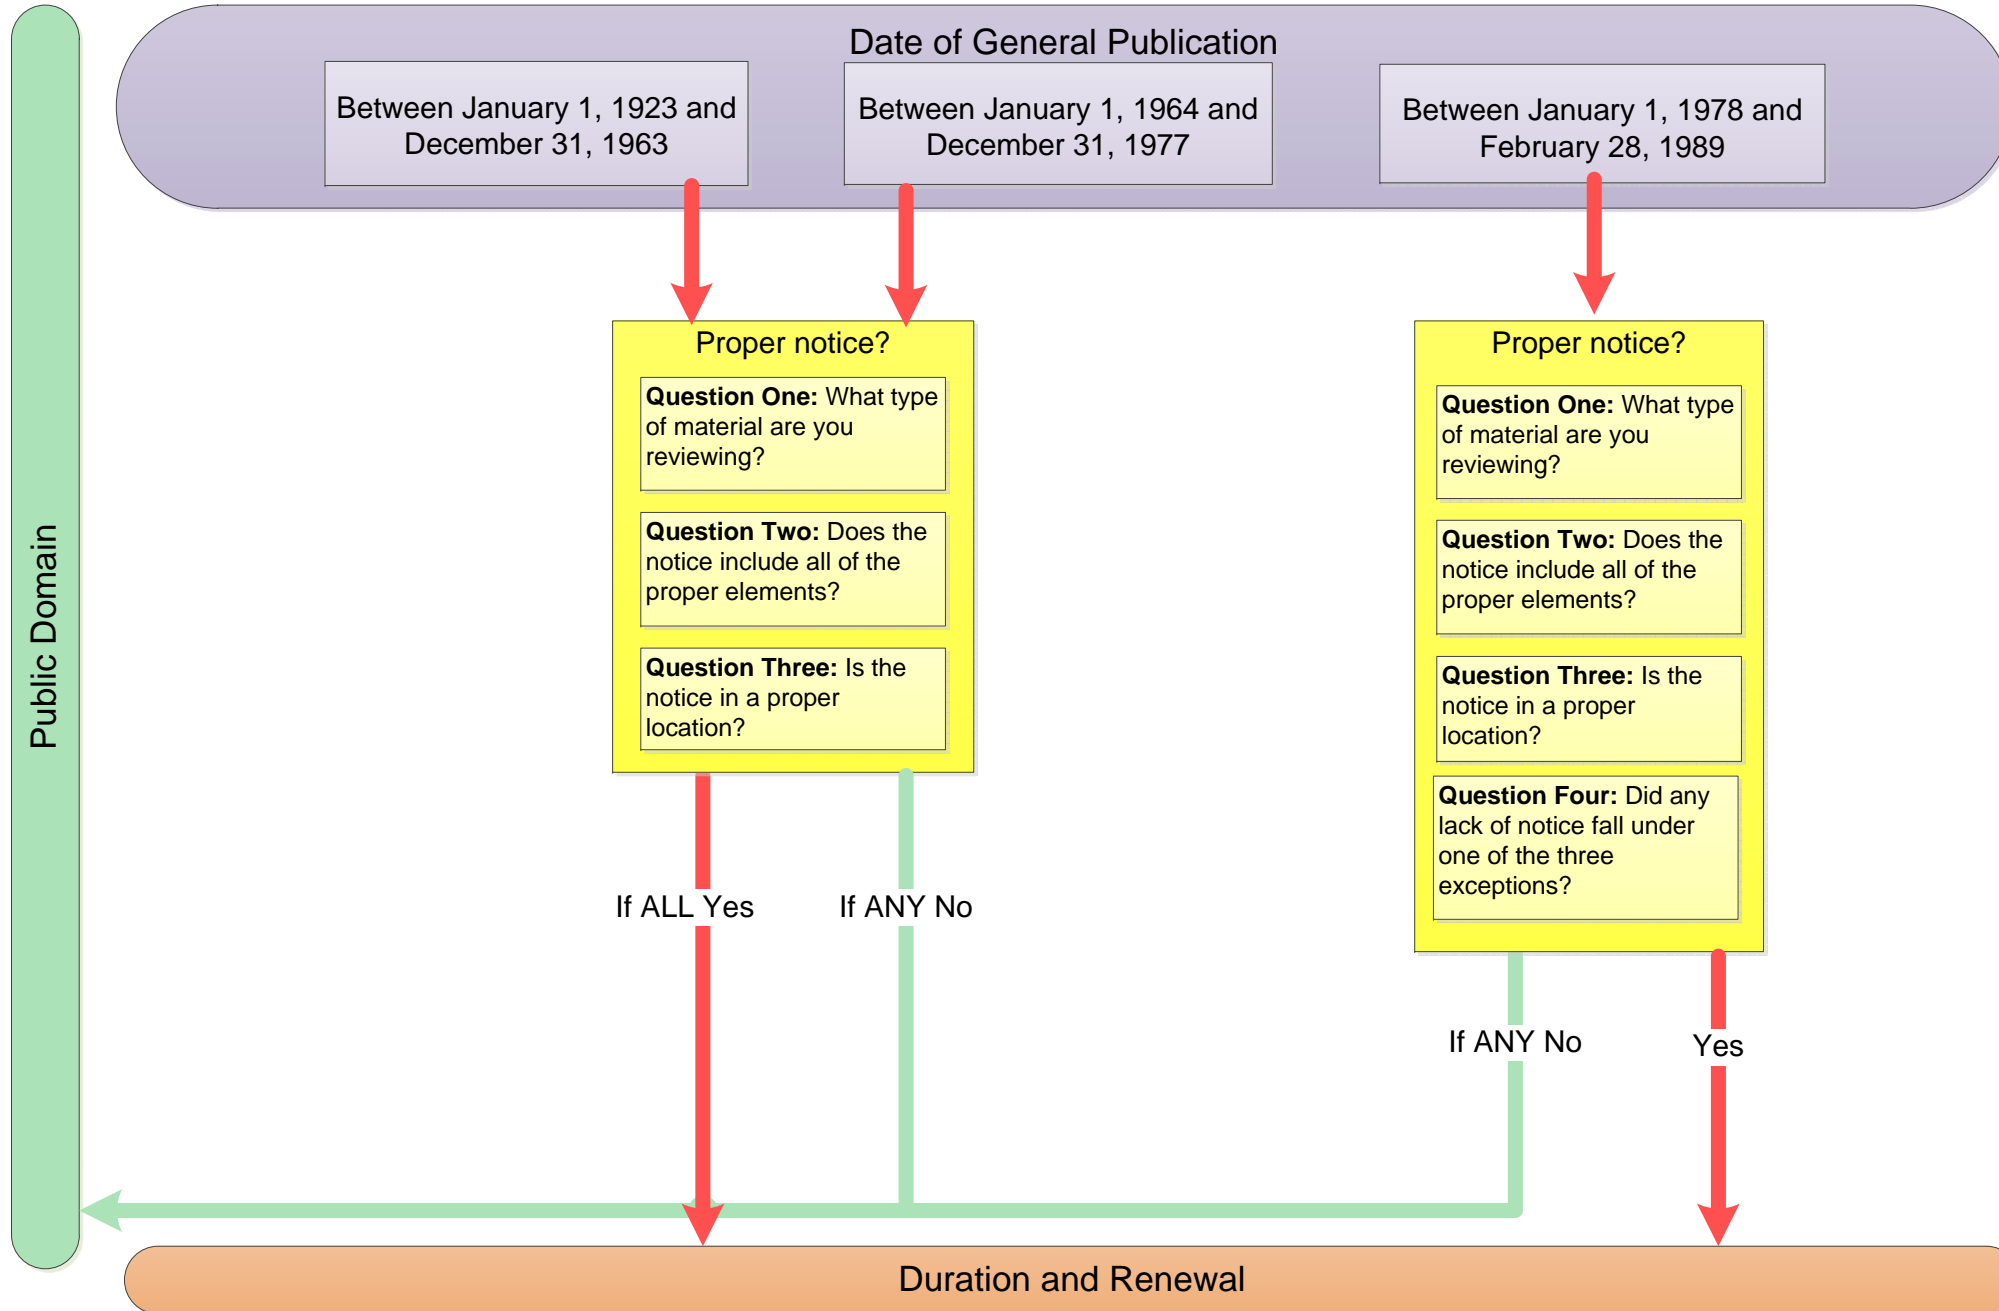 Date of General Publication
Between January 1, 1923 and
December 31, 1963
Between January 1, 1964 and
December 31, 1977
Between January 1, 1978 and
February 28, 1989
Public Domain
Proper notice?
Question One: What type
of material are you
reviewing?
Question Two: Does the
notice include all of the
proper elements?
Question Three: Is the
notice in a proper
location?
If ALL Yes
If ANY No
Proper notice?
Question One: What type
of material are you
reviewing?
Question Two: Does the
notice include all of the
proper elements?
Question Three: Is the
notice in a proper
location?
Question Four: Did any
lack of notice fall under
one of the three
exceptions?
If ANY No
Yes
Duration and Renewal